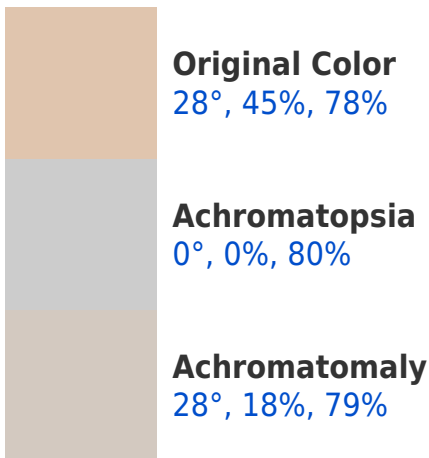 Original Color
28°, 45%, 78%
Achromatopsia
0°, 0%, 80%
Achromatomaly
28°, 18%, 79%